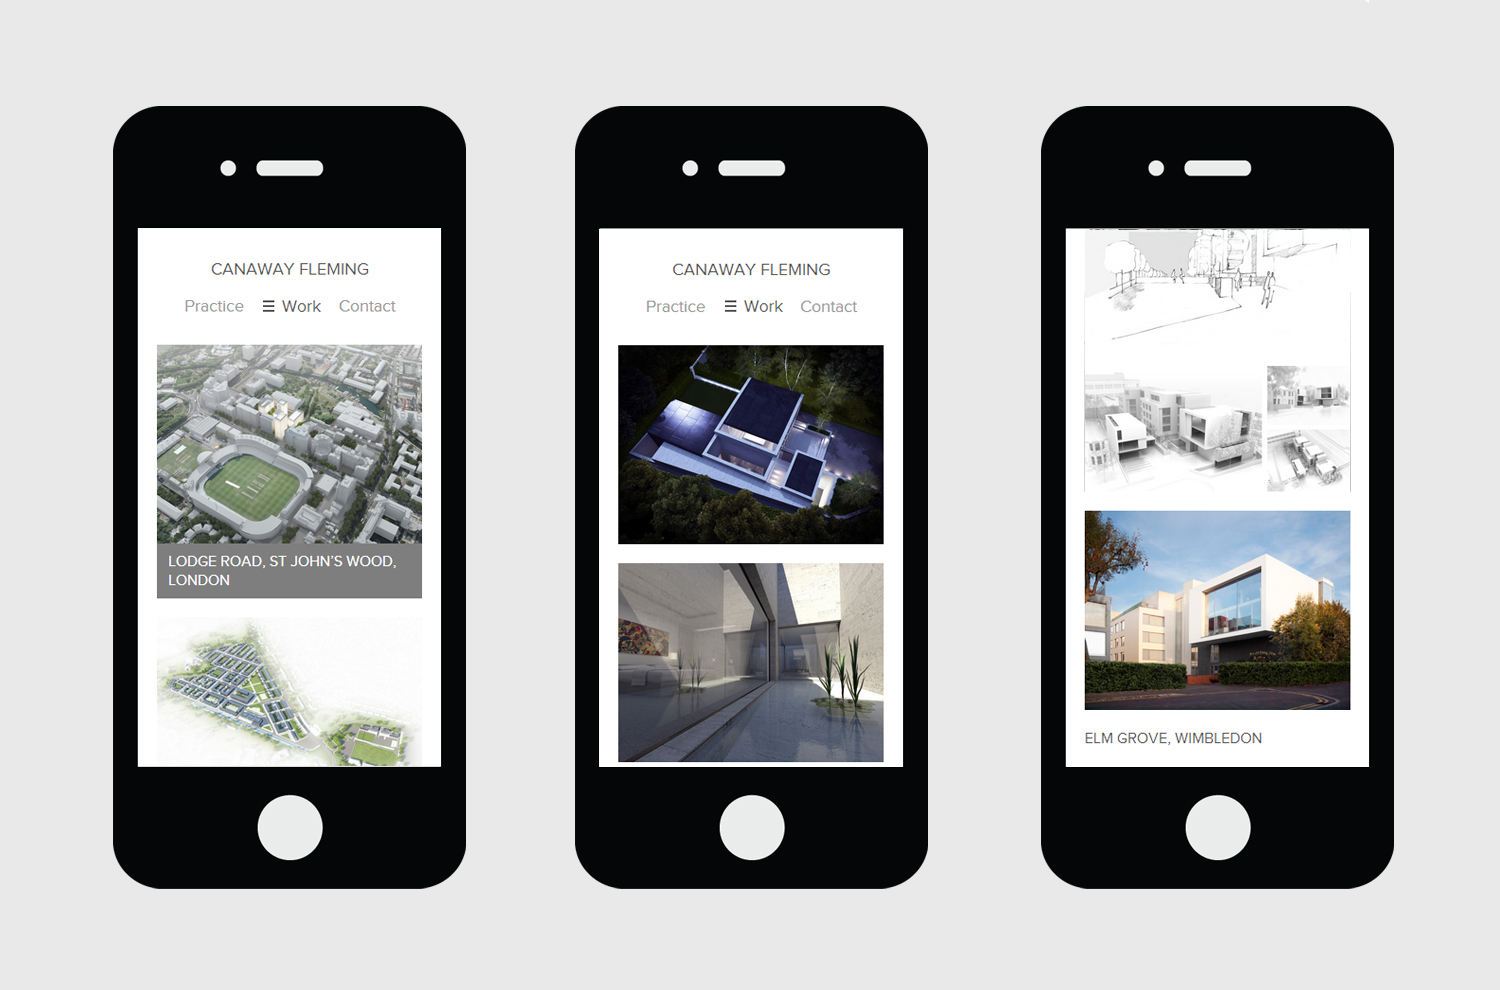 CANAWAY FLEMING
Practice ☰ Work Contact
LODGE ROAD, ST JOHN'S WOOD,
LONDON
CANAWAY FLEMING
Practice ☰ Work Contact
ELM GROVE, WIMBLEDON